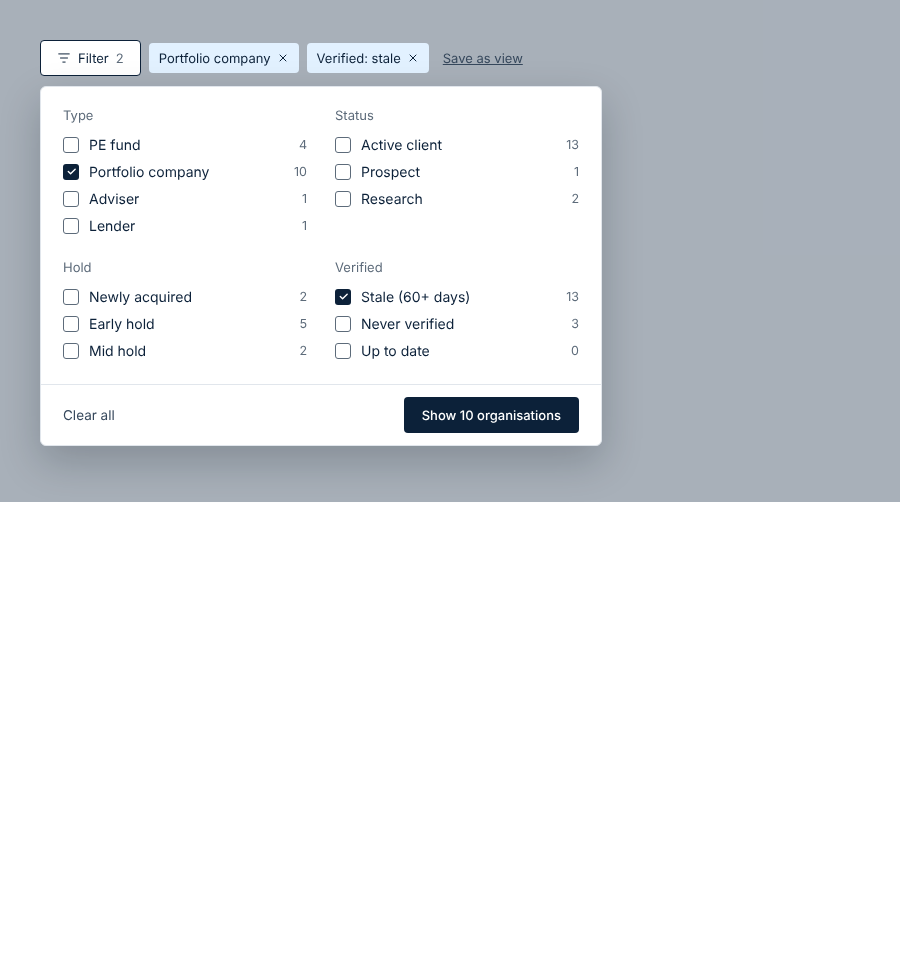 Filter 2 Portfolio company × Verified: stale × Save as view
Type
PE fund 4
Portfolio company 10
Adviser 1
Lender 1
Status
Active client 13
Prospect 1
Research 2
Hold
Newly acquired 2
Early hold 5
Mid hold 2
Verified
Stale (60+ days) 13
Never verified 3
Up to date 0
Clear all
Show 10 organisations